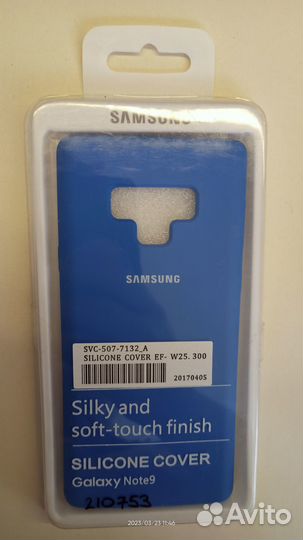 SAMSUNG
SAMSUNG
SVC-507-7132_A
SILICONE COVER EF- W25.300
20170405
Silky and
soft-touch finish
SILICONE COVER
Galaxy Note9
210753
2023/03/23 11:46
Avito